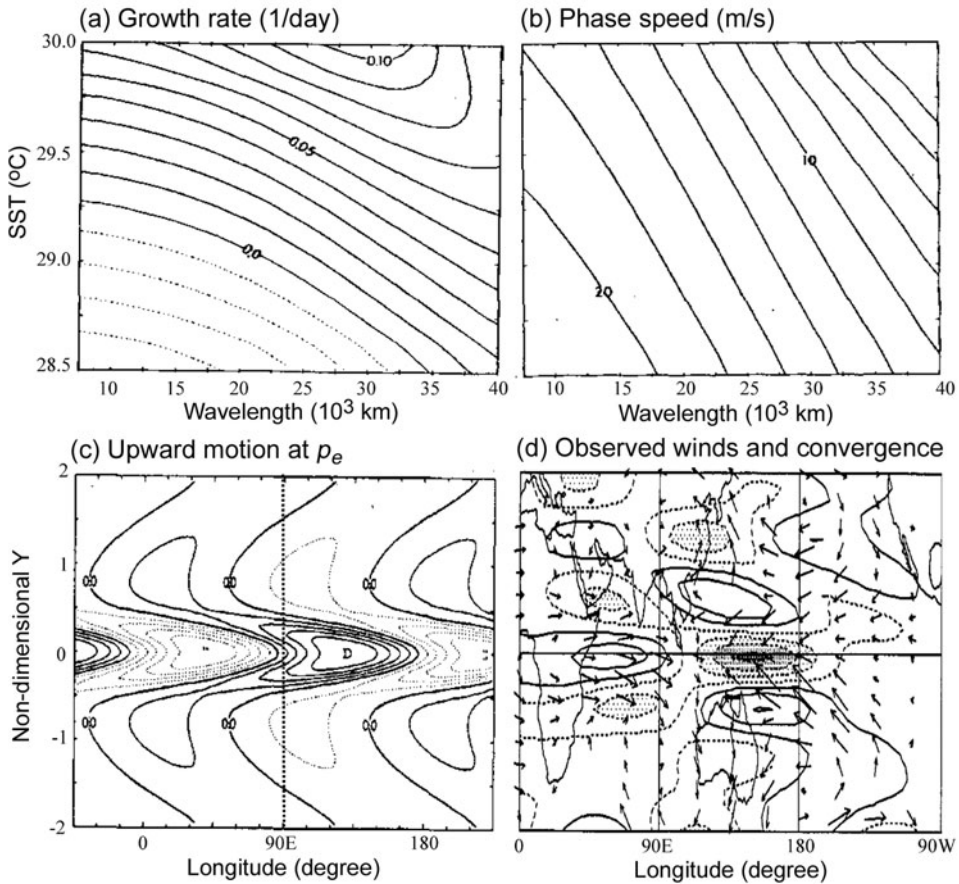 (a) Growth rate (1/day)
(b) Phase speed (m/s)
30.0
29.5
29.0
28.5
SST (ºC)
0.10
0.05
0.0
10 15 20 25 30 35 40
Wavelength (10³ km)
20
10
10 15 20 25 30 35 40
Wavelength (10³ km)
(c) Upward motion at pₑ
(d) Observed winds and convergence
2
1
0
-1
-2
Non-dimensional Y
0.0
0.0
0.0
D
0.0
0.0
0.0
0 90E 180
Longitude (degree)
0 90E 180 90W
Longitude (degree)